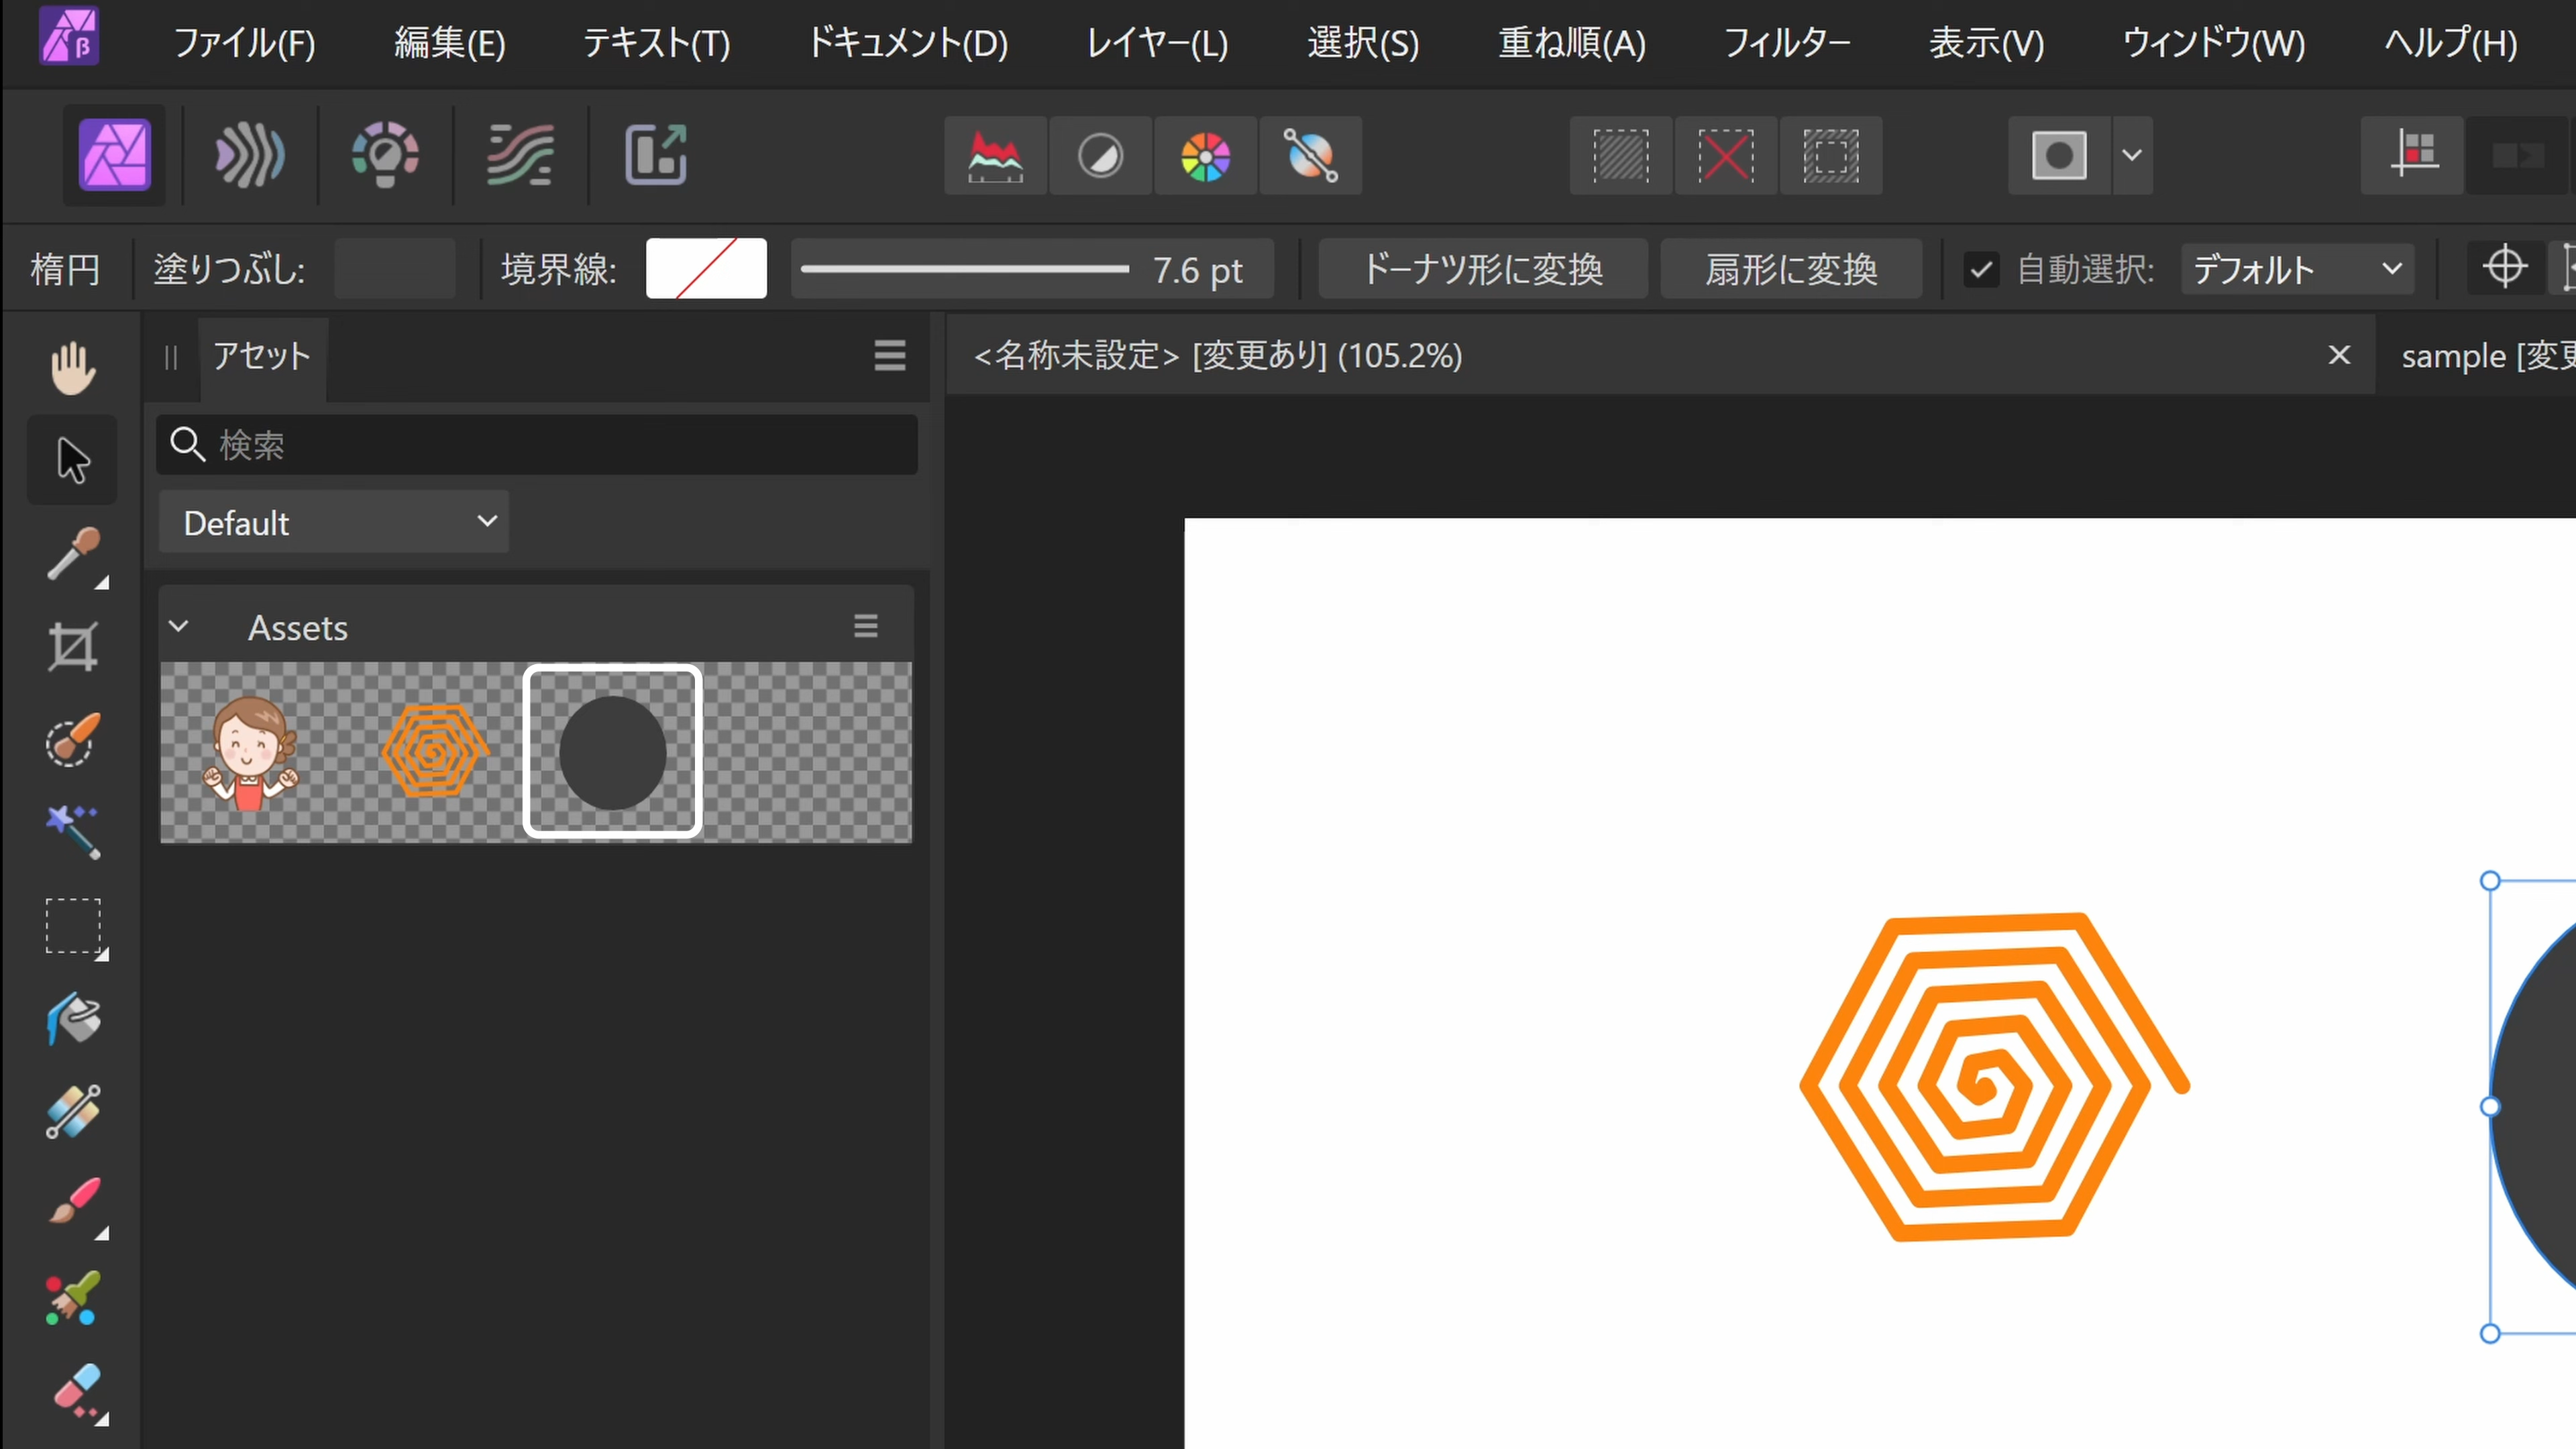 β
ファイル(F) 編集(E) テキスト(T) ドキュメント(D) レイヤー(L) 選択(S) 重ね順(A) フィルター 表示(V) ウィンドウ(W) ヘルプ(H)
楕円 塗りつぶし: 境界線: 7.6 pt ドーナツ形に変換 扇形に変換 自動選択: デフォルト
アセット
<名称未設定> [変更あり] (105.2%)
sample [変更
検索
Default
Assets